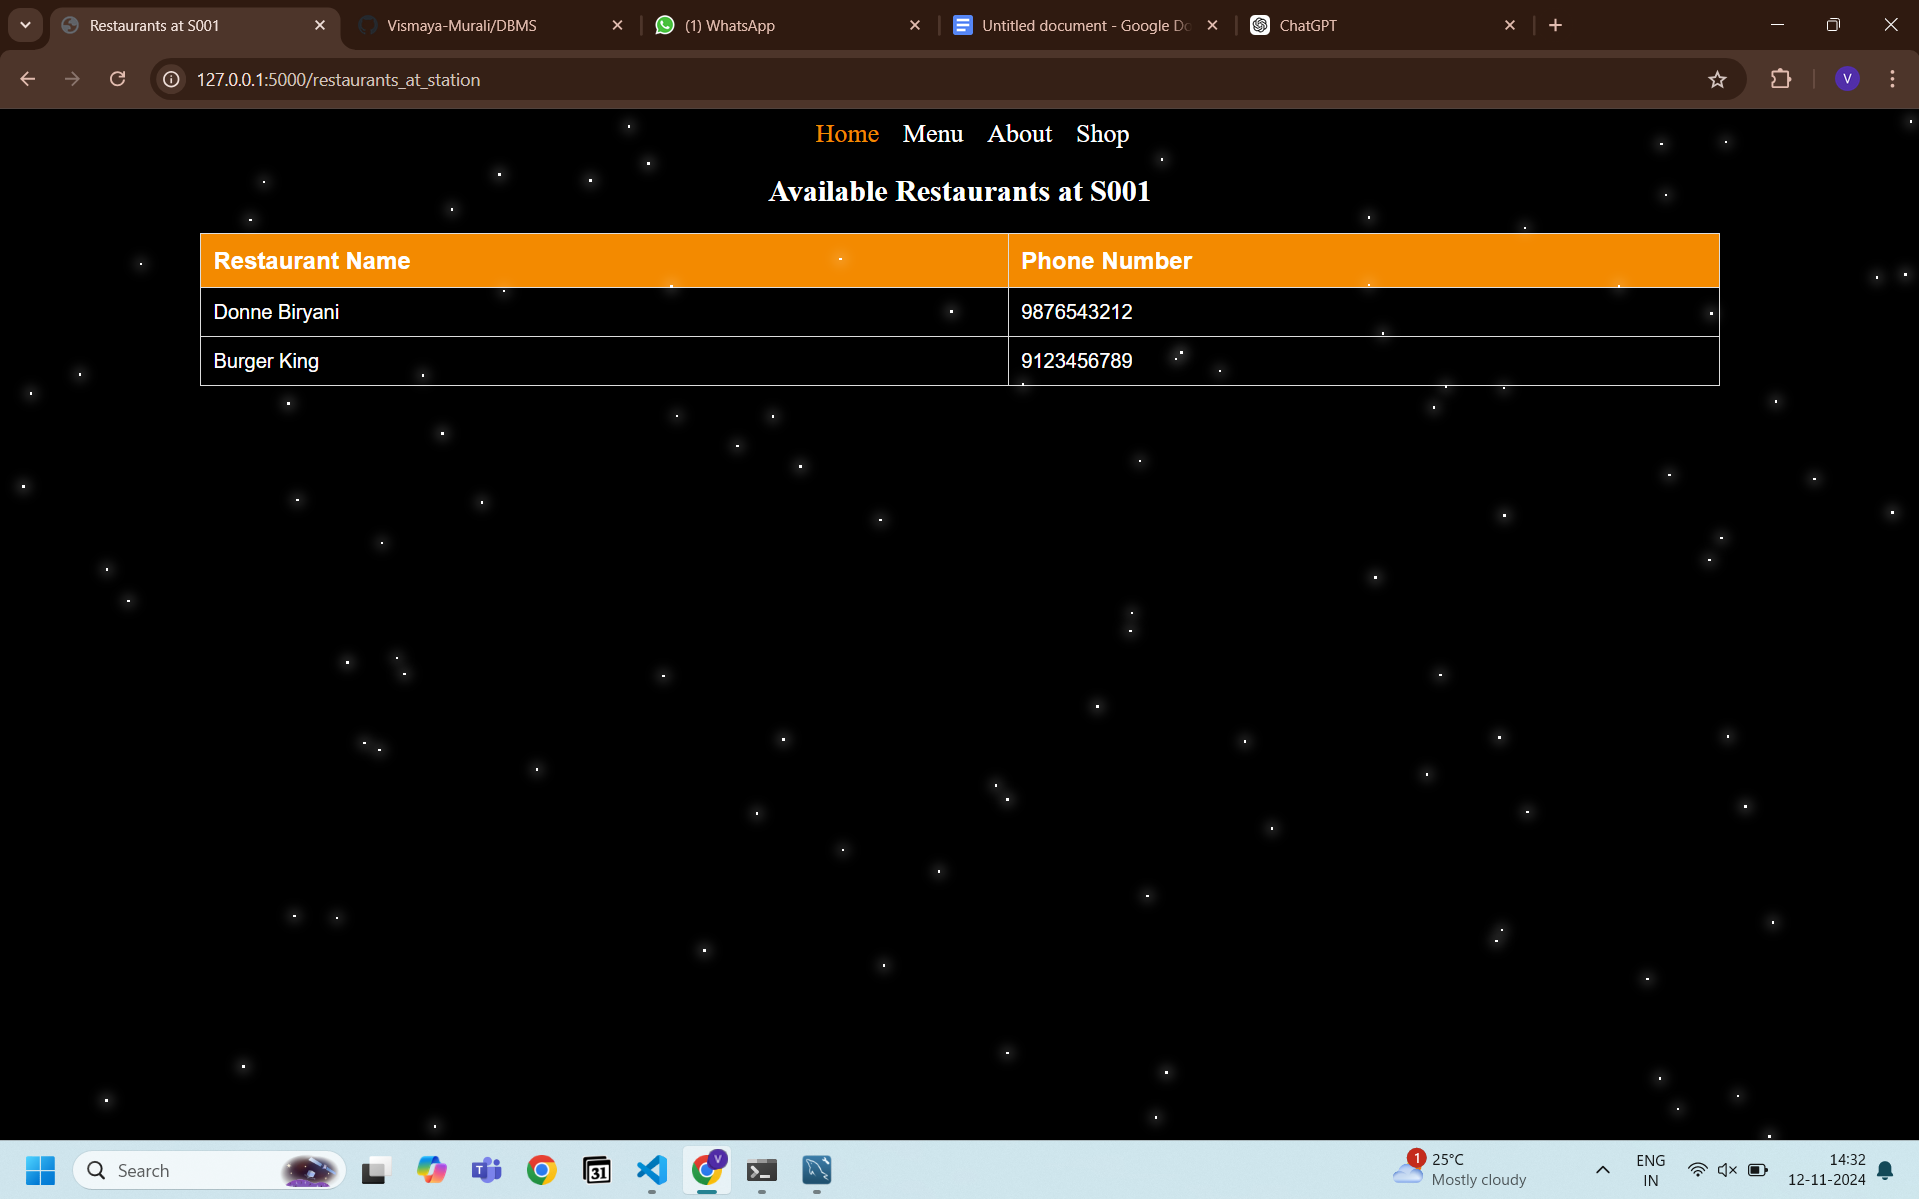 Restaurants at S001
Vismaya-Murali/DBMS
(1) WhatsApp
Untitled document - Google Do
ChatGPT
127.0.0.1:5000/restaurants_at_station
V
Home Menu About Shop
Available Restaurants at S001
Restaurant Name Phone Number
Donne Biryani 9876543212
Burger King 9123456789
Search
31
V
1
25°C
Mostly cloudy
ENG
IN
14:32
12-11-2024